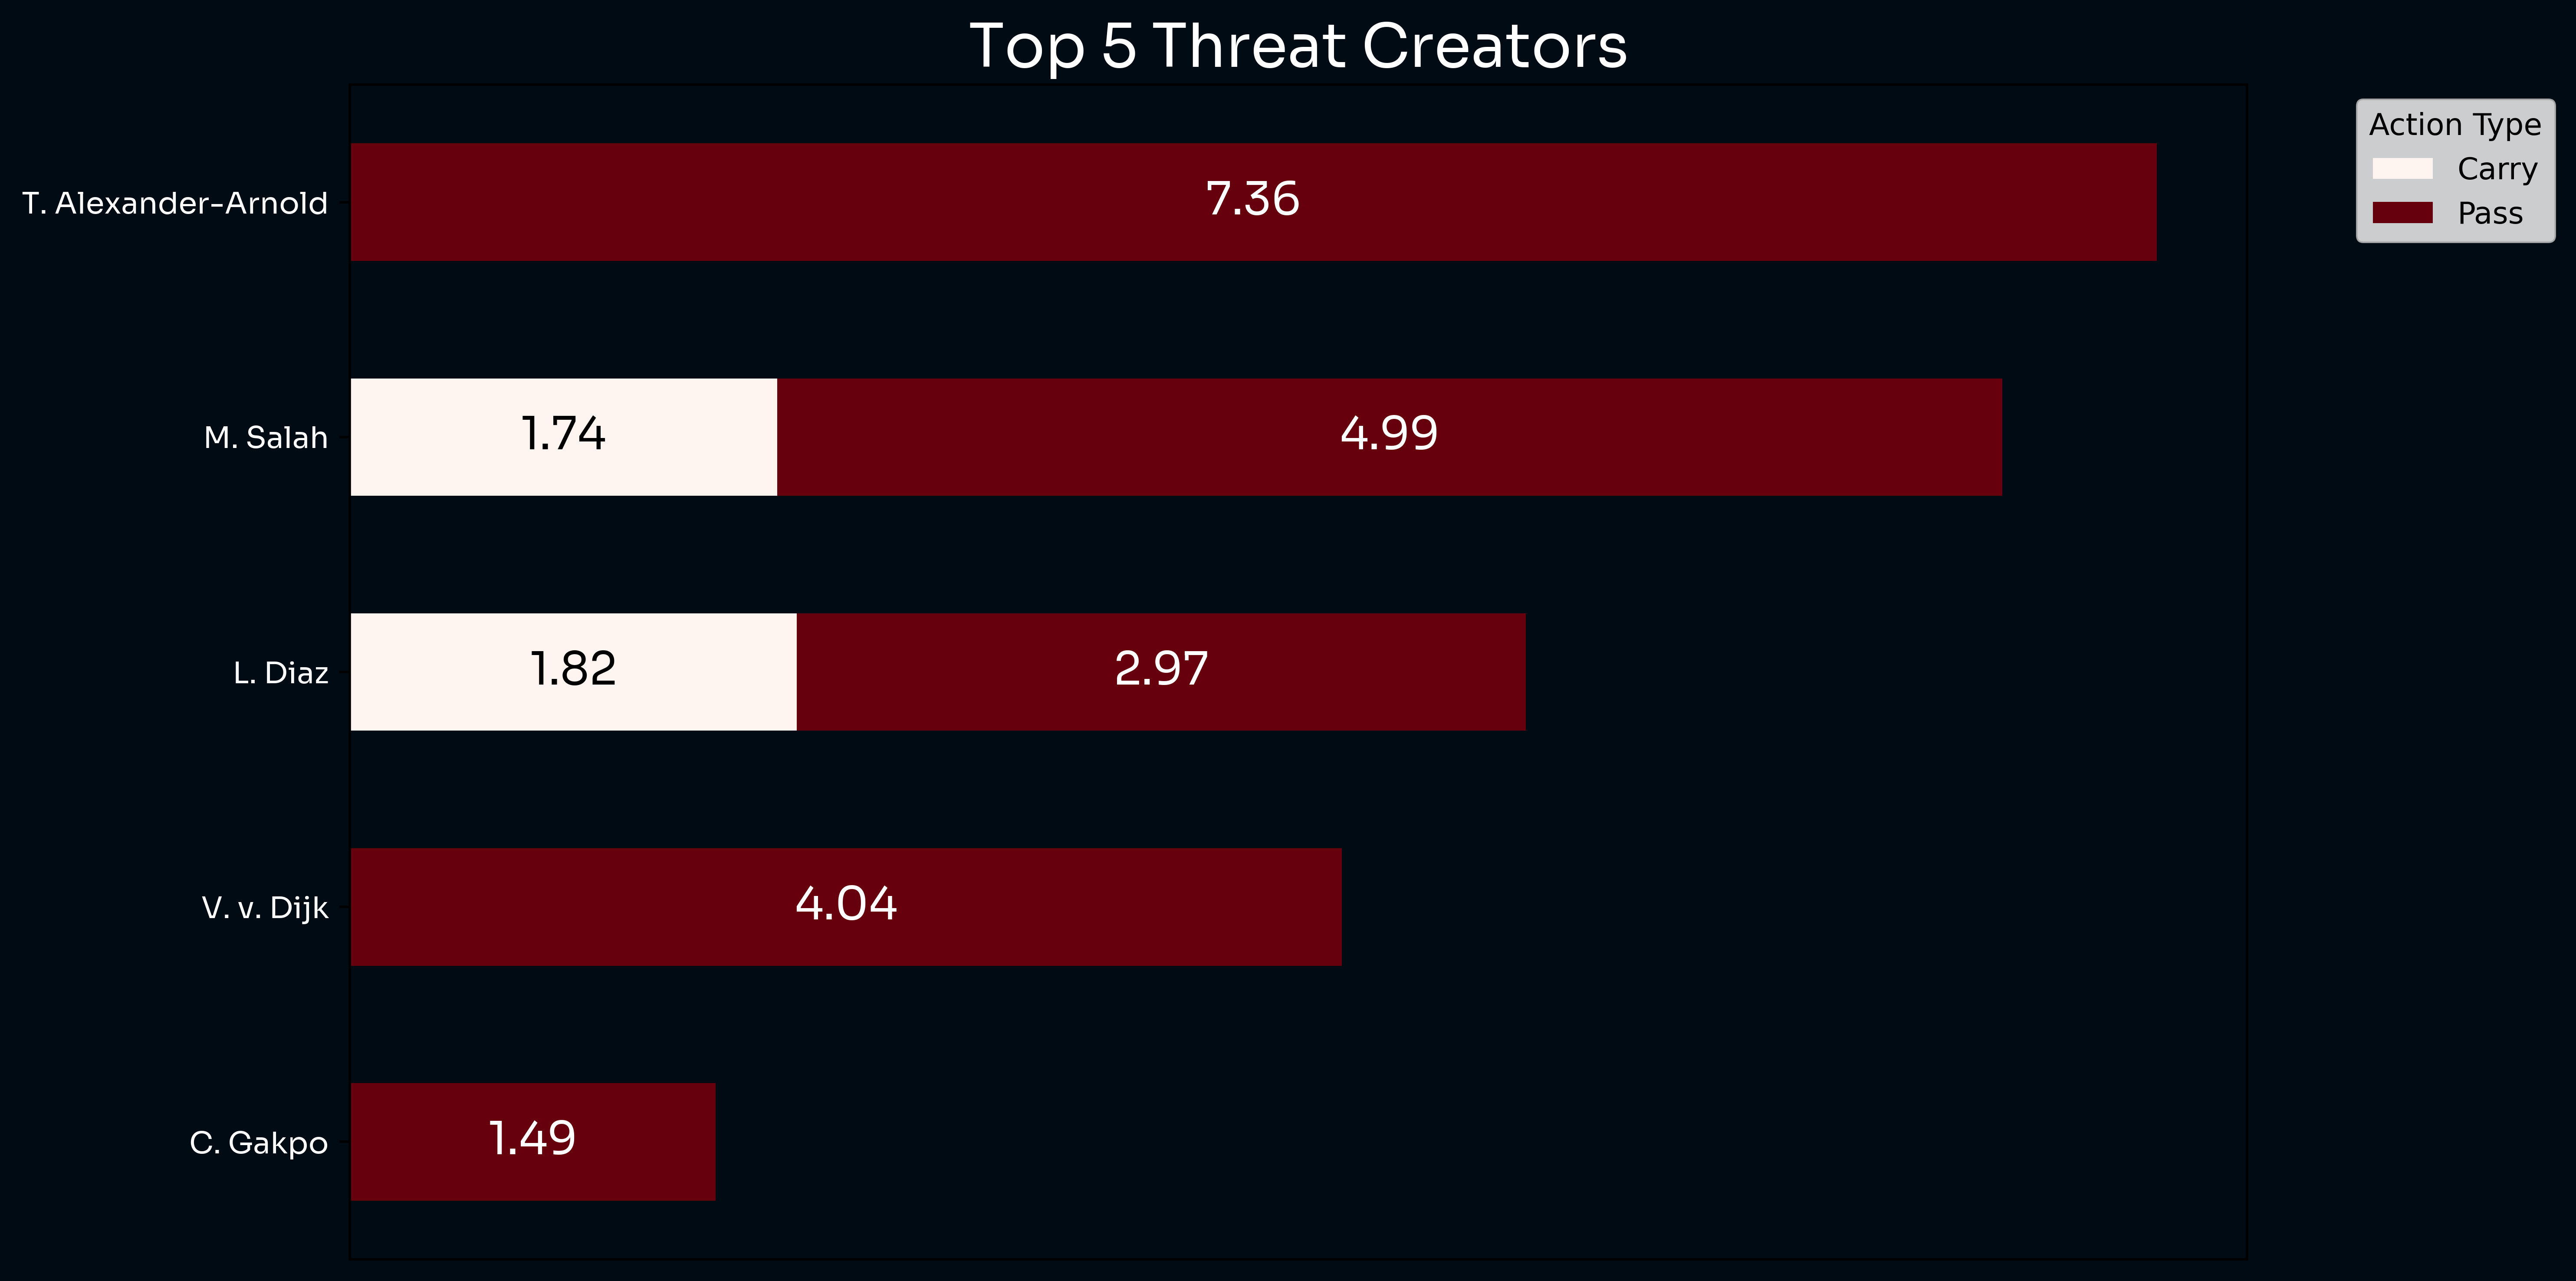 Top 5 Threat Creators
Action Type
Carry
Pass
T. Alexander-Arnold
7.36
M. Salah
1.74
4.99
L. Diaz
1.82
2.97
V. v. Dijk
4.04
C. Gakpo
1.49